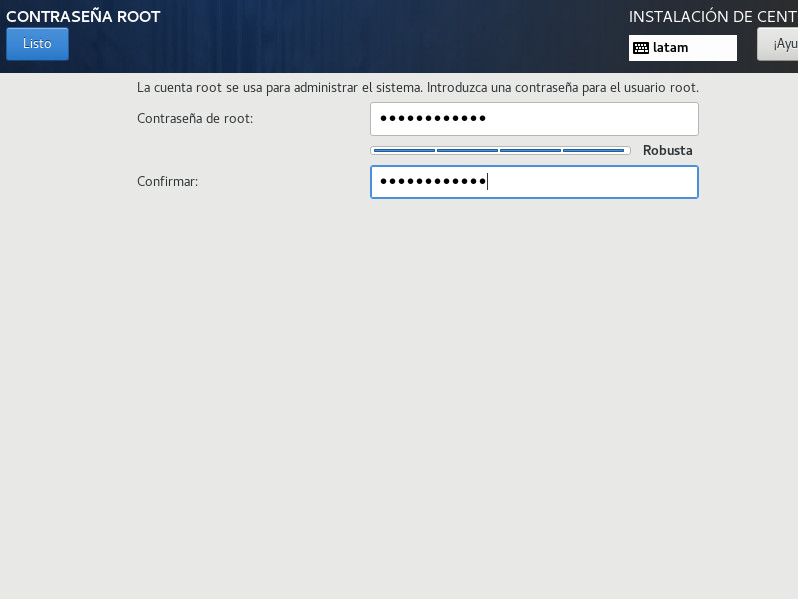 CONTRASEÑA ROOT
INSTALACIÓN DE CENT
Listo
latam
¡Ayu
La cuenta root se usa para administrar el sistema. Introduzca una contraseña para el usuario root.
Contraseña de root:
●●●●●●●●●●●●
Robusta
Confirmar:
●●●●●●●●●●●●